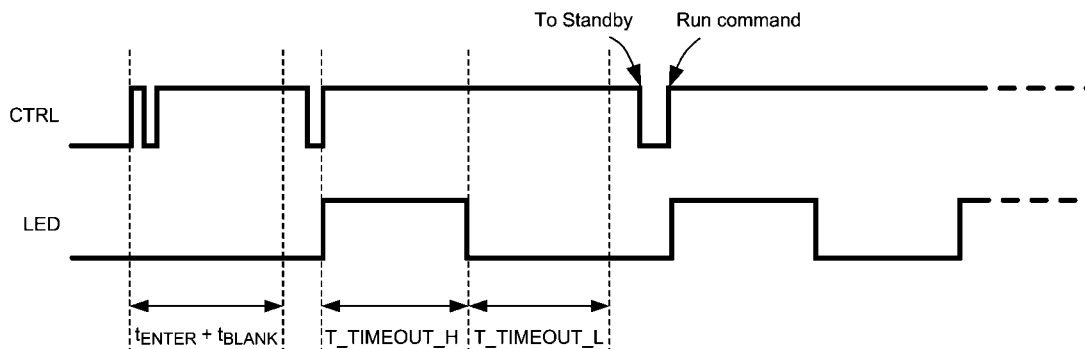 To Standby Run command
CTRL
LED
tENTER + tBLANK T_TIMEOUT_H T_TIMEOUT_L